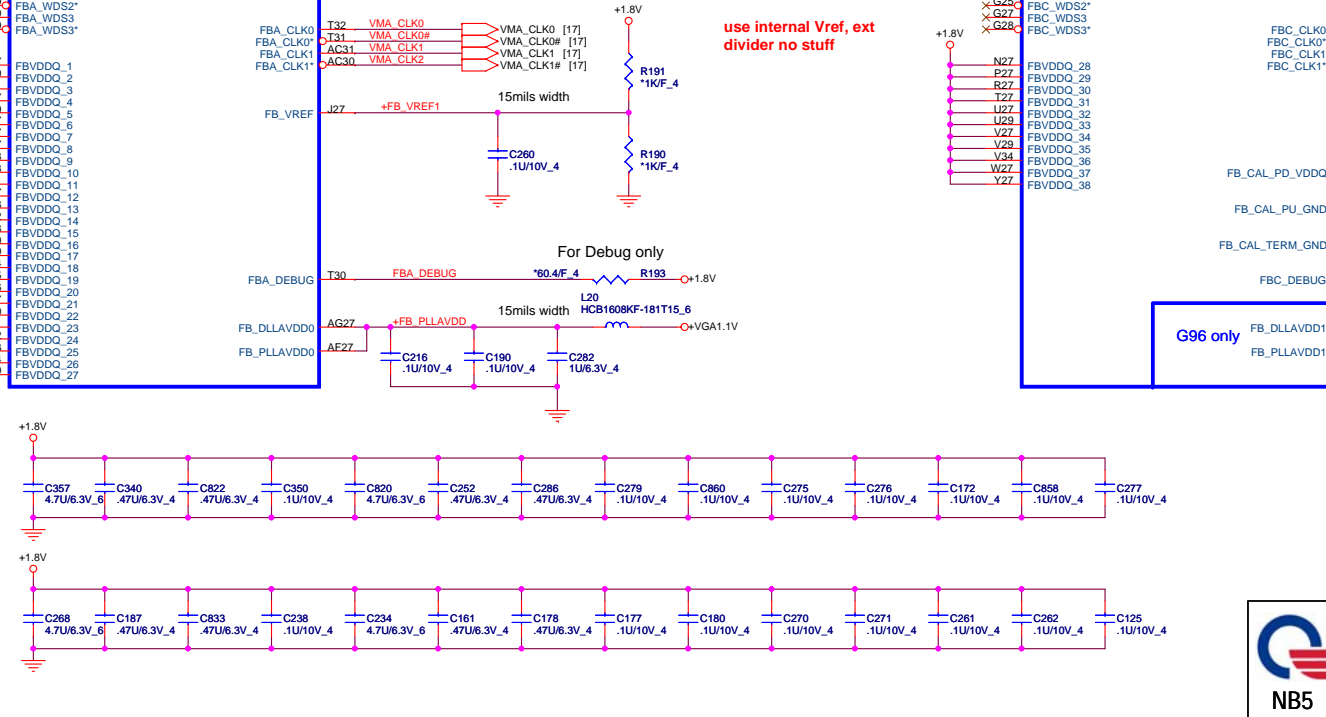 FBA_WDS2*
FBA_WDS3
FBA_WDS3*
FBVDDQ_1
FBVDDQ_2
FBVDDQ_3
FBVDDQ_4
FBVDDQ_5
FBVDDQ_6
FBVDDQ_7
FBVDDQ_8
FBVDDQ_9
FBVDDQ_10
FBVDDQ_11
FBVDDQ_12
FBVDDQ_13
FBVDDQ_14
FBVDDQ_15
FBVDDQ_16
FBVDDQ_17
FBVDDQ_18
FBVDDQ_19
FBVDDQ_20
FBVDDQ_21
FBVDDQ_22
FBVDDQ_23
FBVDDQ_24
FBVDDQ_25
FBVDDQ_26
FBVDDQ_27
FBA_CLK0 T32 VMA_CLK0 VMA_CLK0 [17]
FBA_CLK0* T31 VMA_CLK0# VMA_CLK0# [17]
FBA_CLK1 AC31 VMA_CLK1 VMA_CLK1 [17]
FBA_CLK1* AC30 VMA_CLK2 VMA_CLK1# [17]
FB_VREF J27 +FB_VREF1
15mils width
+1.8V
R191
*1K/F_4
R190
*1K/F_4
C260
.1U/10V_4
use internal Vref, ext
divider no stuff
For Debug only
FBA_DEBUG T30 FBA_DEBUG *60.4/F_4 R193 +1.8V
L20
HCB1608KF-181T15_6
15mils width
FB_DLLAVDD0 AG27 +FB_PLLAVDD +VGA1.1V
FB_PLLAVDD0 AF27
C216
.1U/10V_4
C190
.1U/10V_4
C282
1U/6.3V_4
G25 FBC_WDS2*
G27 FBC_WDS3
G28 FBC_WDS3*
+1.8V
N27 FBVDDQ_28
P27 FBVDDQ_29
R27 FBVDDQ_30
T27 FBVDDQ_31
U27 FBVDDQ_32
U29 FBVDDQ_33
V27 FBVDDQ_34
V29 FBVDDQ_35
V34 FBVDDQ_36
W27 FBVDDQ_37
Y27 FBVDDQ_38
FBC_CLK0
FBC_CLK0*
FBC_CLK1
FBC_CLK1*
FB_CAL_PD_VDDQ
FB_CAL_PU_GND
FB_CAL_TERM_GND
FBC_DEBUG
G96 only
FB_DLLAVDD1
FB_PLLAVDD1
+1.8V
C357 C340 C822 C350 C820 C252 C286 C279 C860 C275 C276 C172 C858 C277
4.7U/6.3V_6 .47U/6.3V_4 .47U/6.3V_4 .1U/10V_4 4.7U/6.3V_6 .47U/6.3V_4 .47U/6.3V_4 .1U/10V_4 .1U/10V_4 .1U/10V_4 .1U/10V_4 .1U/10V_4 .1U/10V_4 .1U/10V_4
+1.8V
C268 C187 C833 C238 C234 C161 C178 C177 C180 C270 C271 C261 C262 C125
4.7U/6.3V_6 .47U/6.3V_4 .47U/6.3V_4 .1U/10V_4 4.7U/6.3V_6 .47U/6.3V_4 .47U/6.3V_4 .1U/10V_4 .1U/10V_4 .1U/10V_4 .1U/10V_4 .1U/10V_4 .1U/10V_4 .1U/10V_4
NB5